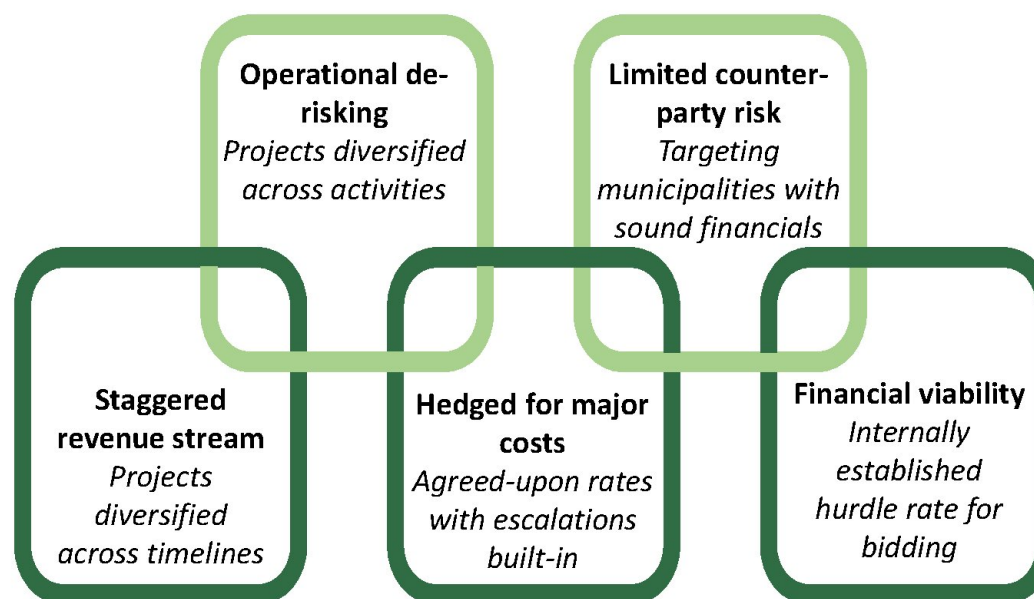 Operational de-
risking
Projects diversified
across activities
Limited counter-
party risk
Targeting
municipalities with
sound financials
Staggered
revenue stream
Projects
diversified
across timelines
Hedged for major
costs
Agreed-upon rates
with escalations
built-in
Financial viability
Internally
established
hurdle rate for
bidding